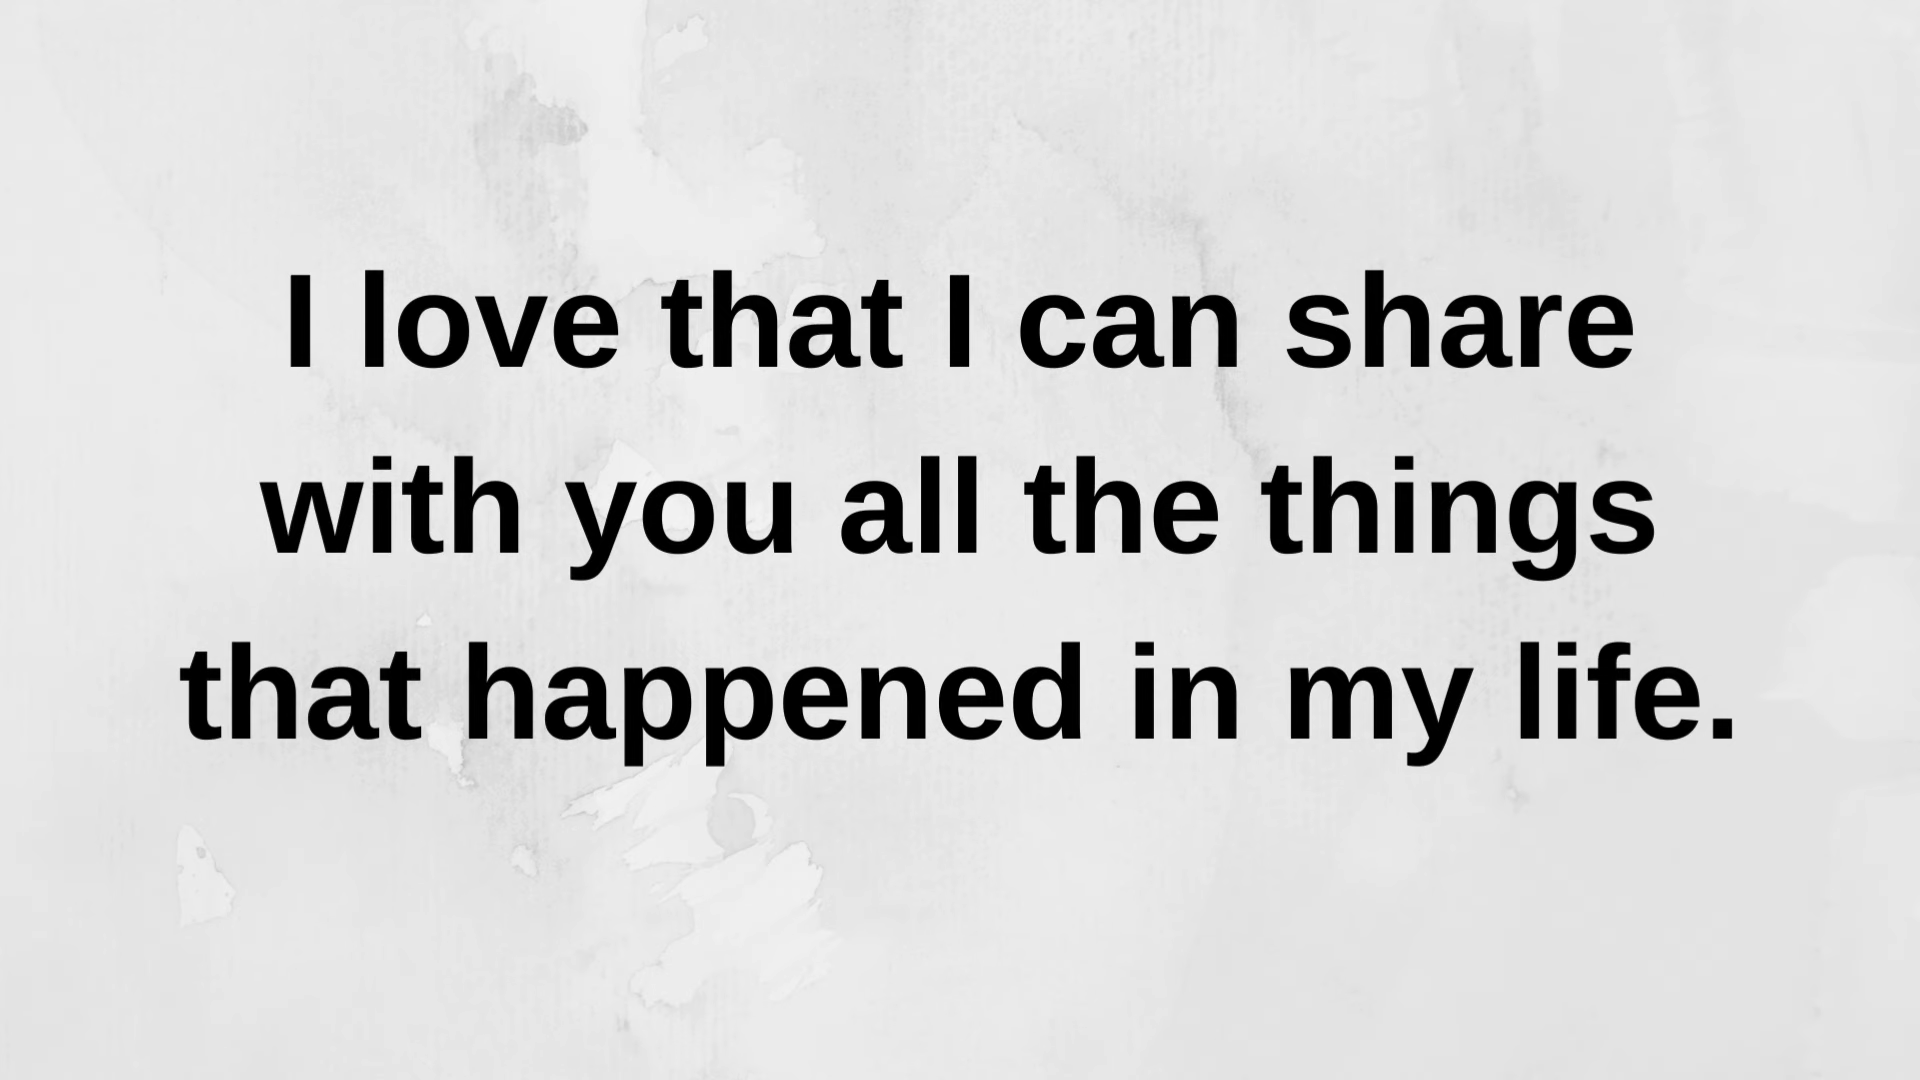 I love that I can share
with you all the things
that happened in my life.